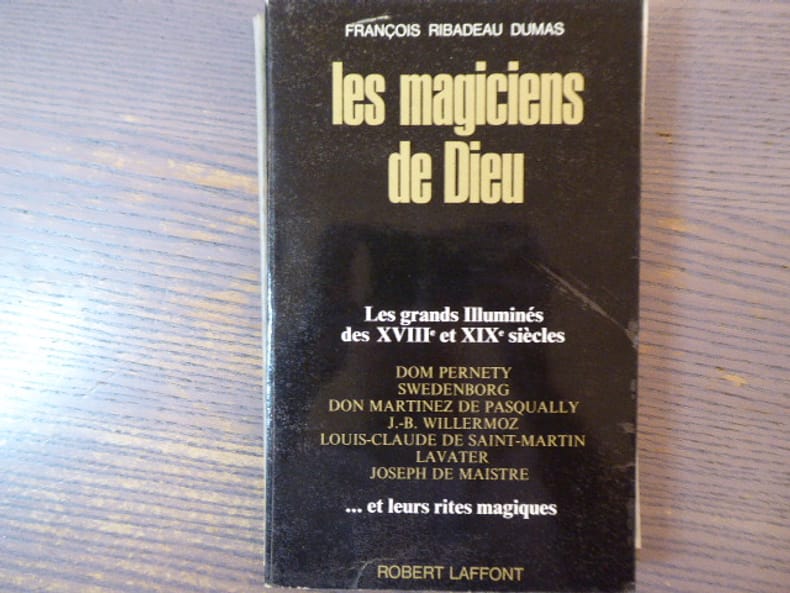 FRANÇOIS RIBADEAU DUMAS
les magiciens
de Dieu
Les grands Illuminés
des XVIIIe et XIXe siècles
DOM PERNETY
SWEDENBORG
DON MARTINEZ DE PASQUALLY
J.-B. WILLERMOZ
LOUIS-CLAUDE DE SAINT-MARTIN
LAVATER
JOSEPH DE MAISTRE
... et leurs rites magiques
ROBERT LAFFONT